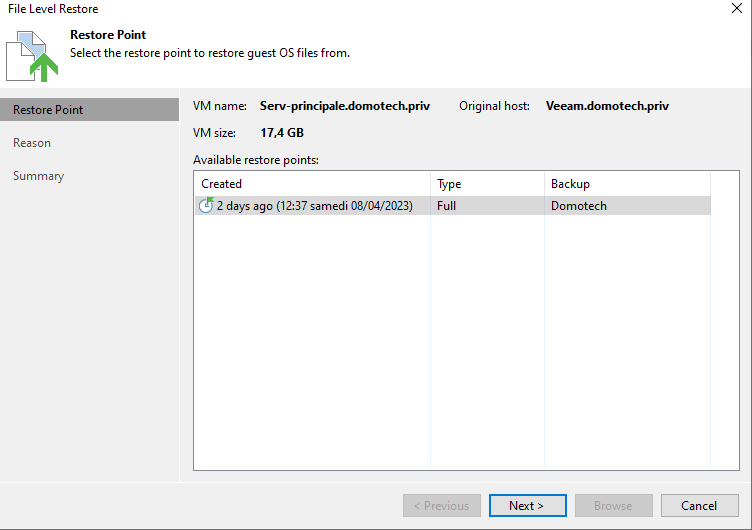 File Level Restore
Restore Point
Select the restore point to restore guest OS files from.
Restore Point
Reason
Summary
VM name: Serv-principale.domotech.priv Original host: Veeam.domotech.priv
VM size: 17,4 GB
Available restore points:
Created Type Backup
2 days ago (12:37 samedi 08/04/2023) Full Domotech
< Previous Next > Browse Cancel